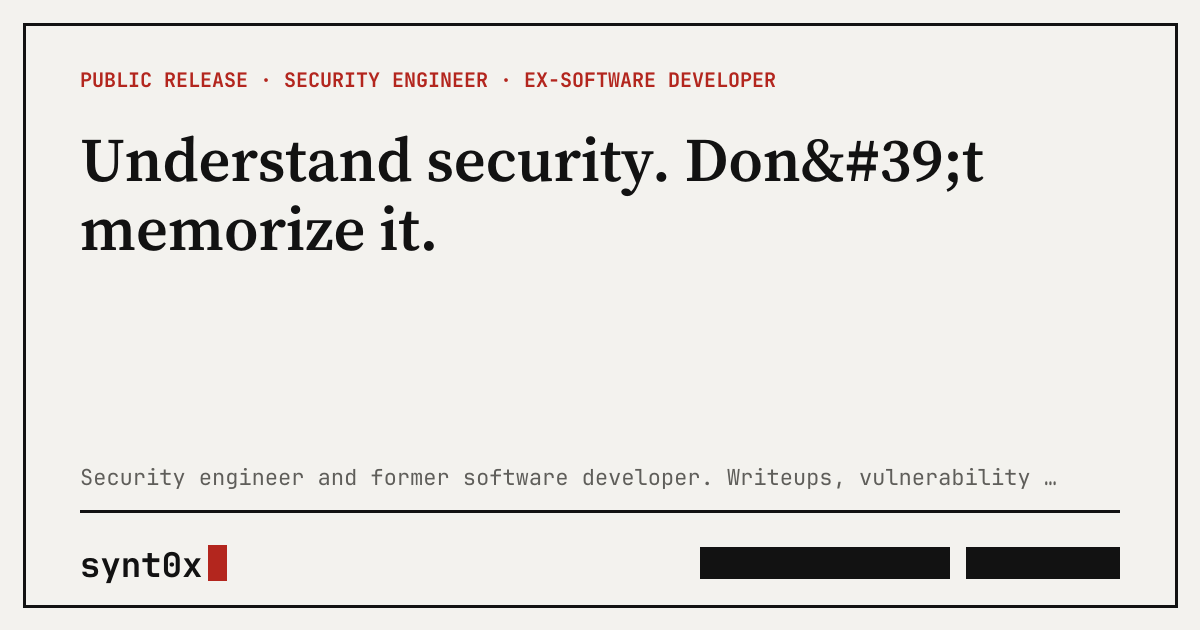 PUBLIC RELEASE · SECURITY ENGINEER · EX-SOFTWARE DEVELOPER
Understand security. Don&#39;t
memorize it.
Security engineer and former software developer. Writeups, vulnerability …
synt0x